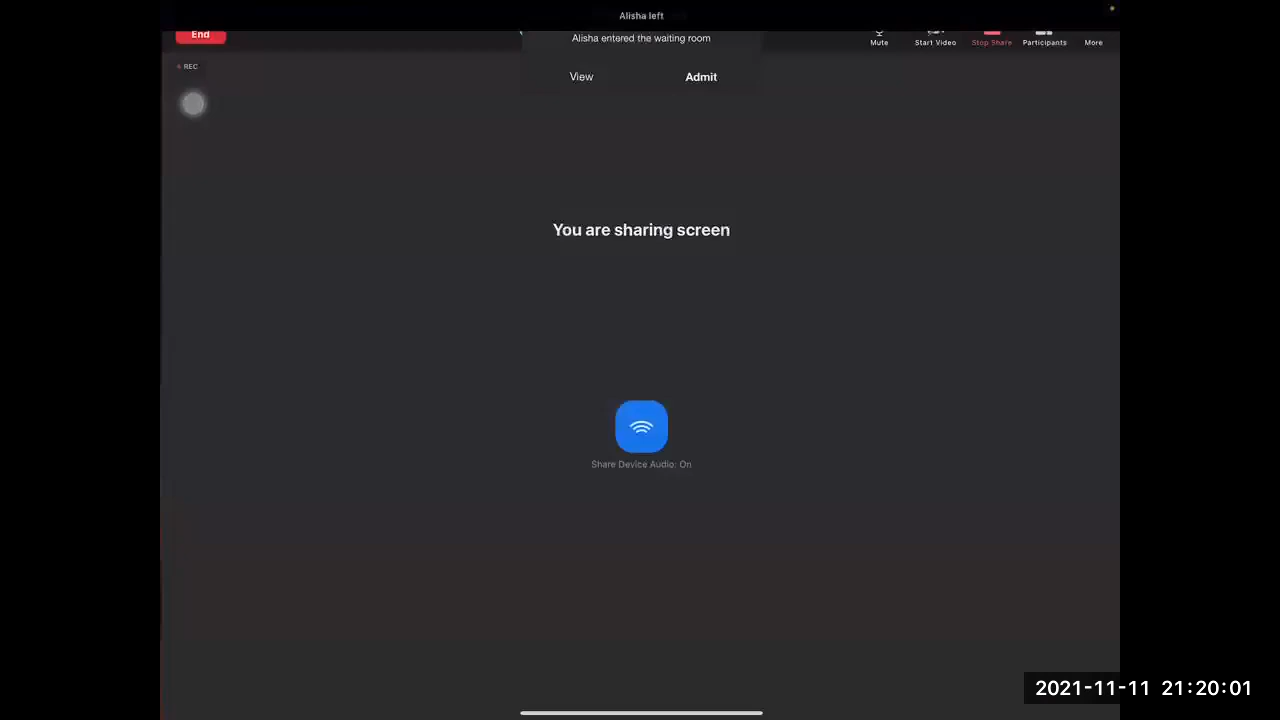 Alisha left
End
Alisha entered the waiting room
Mute
Start Video
Stop Share
Participants
More
REC
View
Admit
You are sharing screen
Share Device Audio: On
2021-11-11 21:20:01